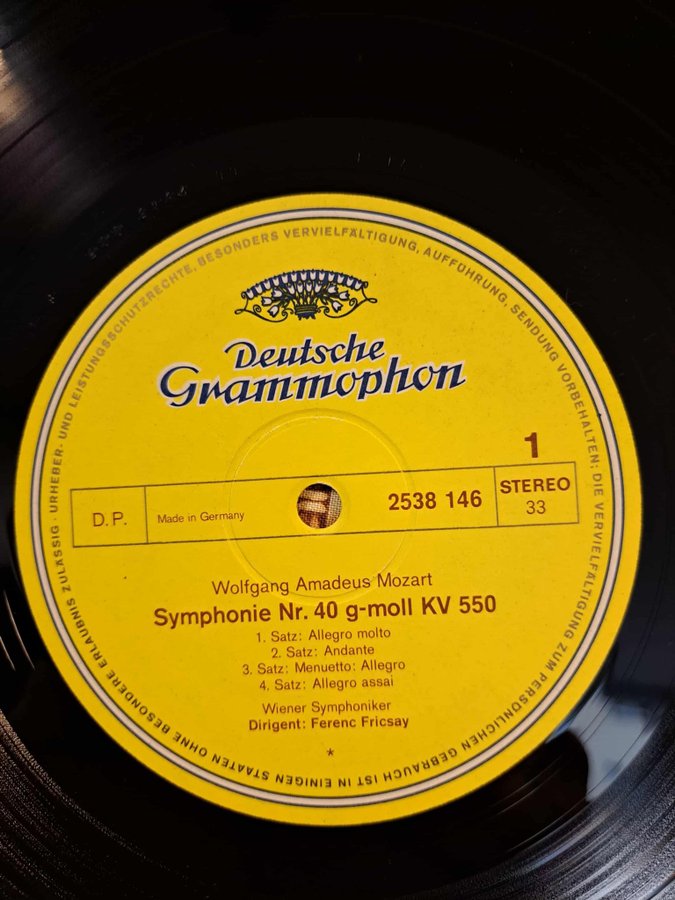 Deutsche
Grammophon
1
D.P.
Made in Germany
2538 146
STEREO
33
Wolfgang Amadeus Mozart
Symphonie Nr. 40 g-moll KV 550
1. Satz: Allegro molto
2. Satz: Andante
3. Satz: Menuetto: Allegro
4. Satz: Allegro assai
Wiener Symphoniker
Dirigent: Ferenc Fricsay
*
URHEBER- UND LEISTUNGSSCHUTZRECHTE, BESONDERS VERVIELFÄLTIGUNG, AUFFÜHRUNG, SENDUNG VORBEHALTEN; DIE VERVIELFÄLTIGUNG ZUM PERSÖNLICHEN GEBRAUCH IST IN EINIGEN STAATEN OHNE BESONDERE ERLAUBNIS ZULÄSSIG ·